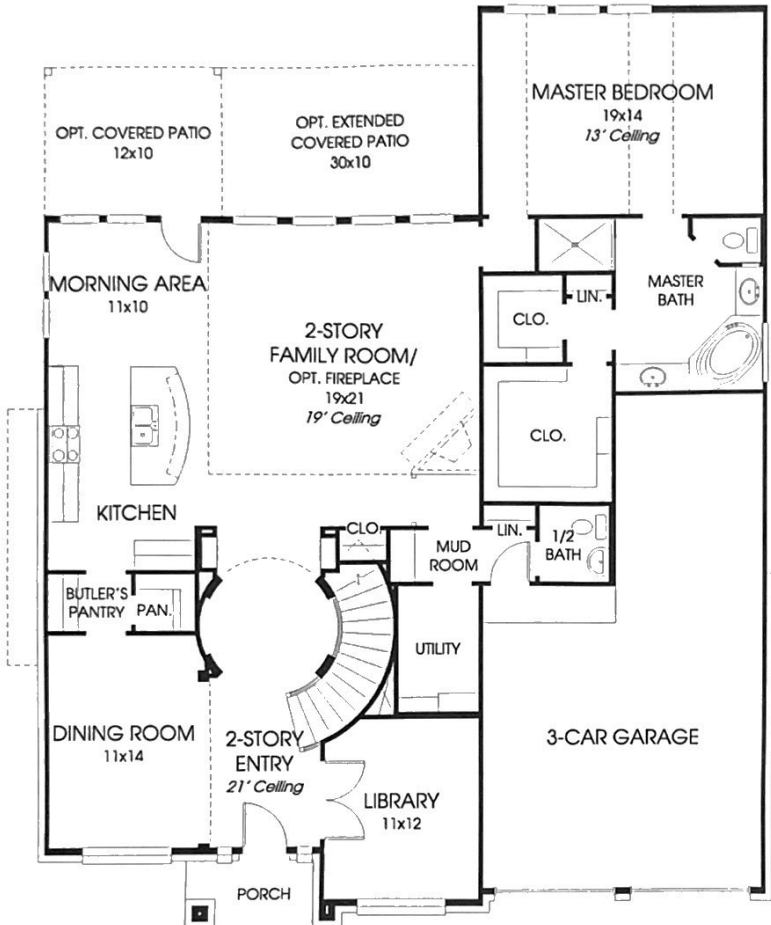 MASTER BEDROOM
19x14
13' Ceiling
OPT. COVERED PATIO
12x10
OPT. EXTENDED
COVERED PATIO
30x10
MORNING AREA
11x10
2-STORY
FAMILY ROOM/
OPT. FIREPLACE
19x21
19' Ceiling
CLO.
LIN.
MASTER
BATH
CLO.
KITCHEN
CLO.
MUD
ROOM
LIN.
1/2
BATH
BUTLER'S
PANTRY
PAN.
UTILITY
DINING ROOM
11x14
2-STORY
ENTRY
21' Ceiling
LIBRARY
11x12
3-CAR GARAGE
PORCH